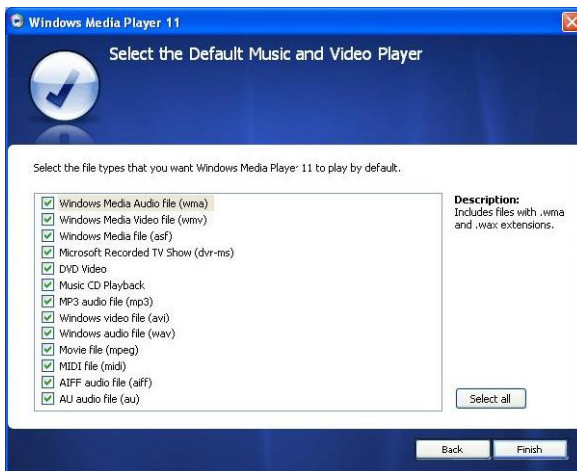 Windows Media Player 11
Select the Default Music and Video Player
Select the file types that you want Windows Media Player 11 to play by default.
Windows Media Audio file (wma)
Windows Media Video file (wmv)
Windows Media file (asf)
Microsoft Recorded TV Show (dvr-ms)
DVD Video
Music CD Playback
MP3 audio file (mp3)
Windows video file (avi)
Windows audio file (wav)
Movie file (mpeg)
MIDI file (midi)
AIFF audio file (aiff)
AU audio file (au)
Description:
Includes files with .wma
and .wax extensions.
Select all
Back
Finish